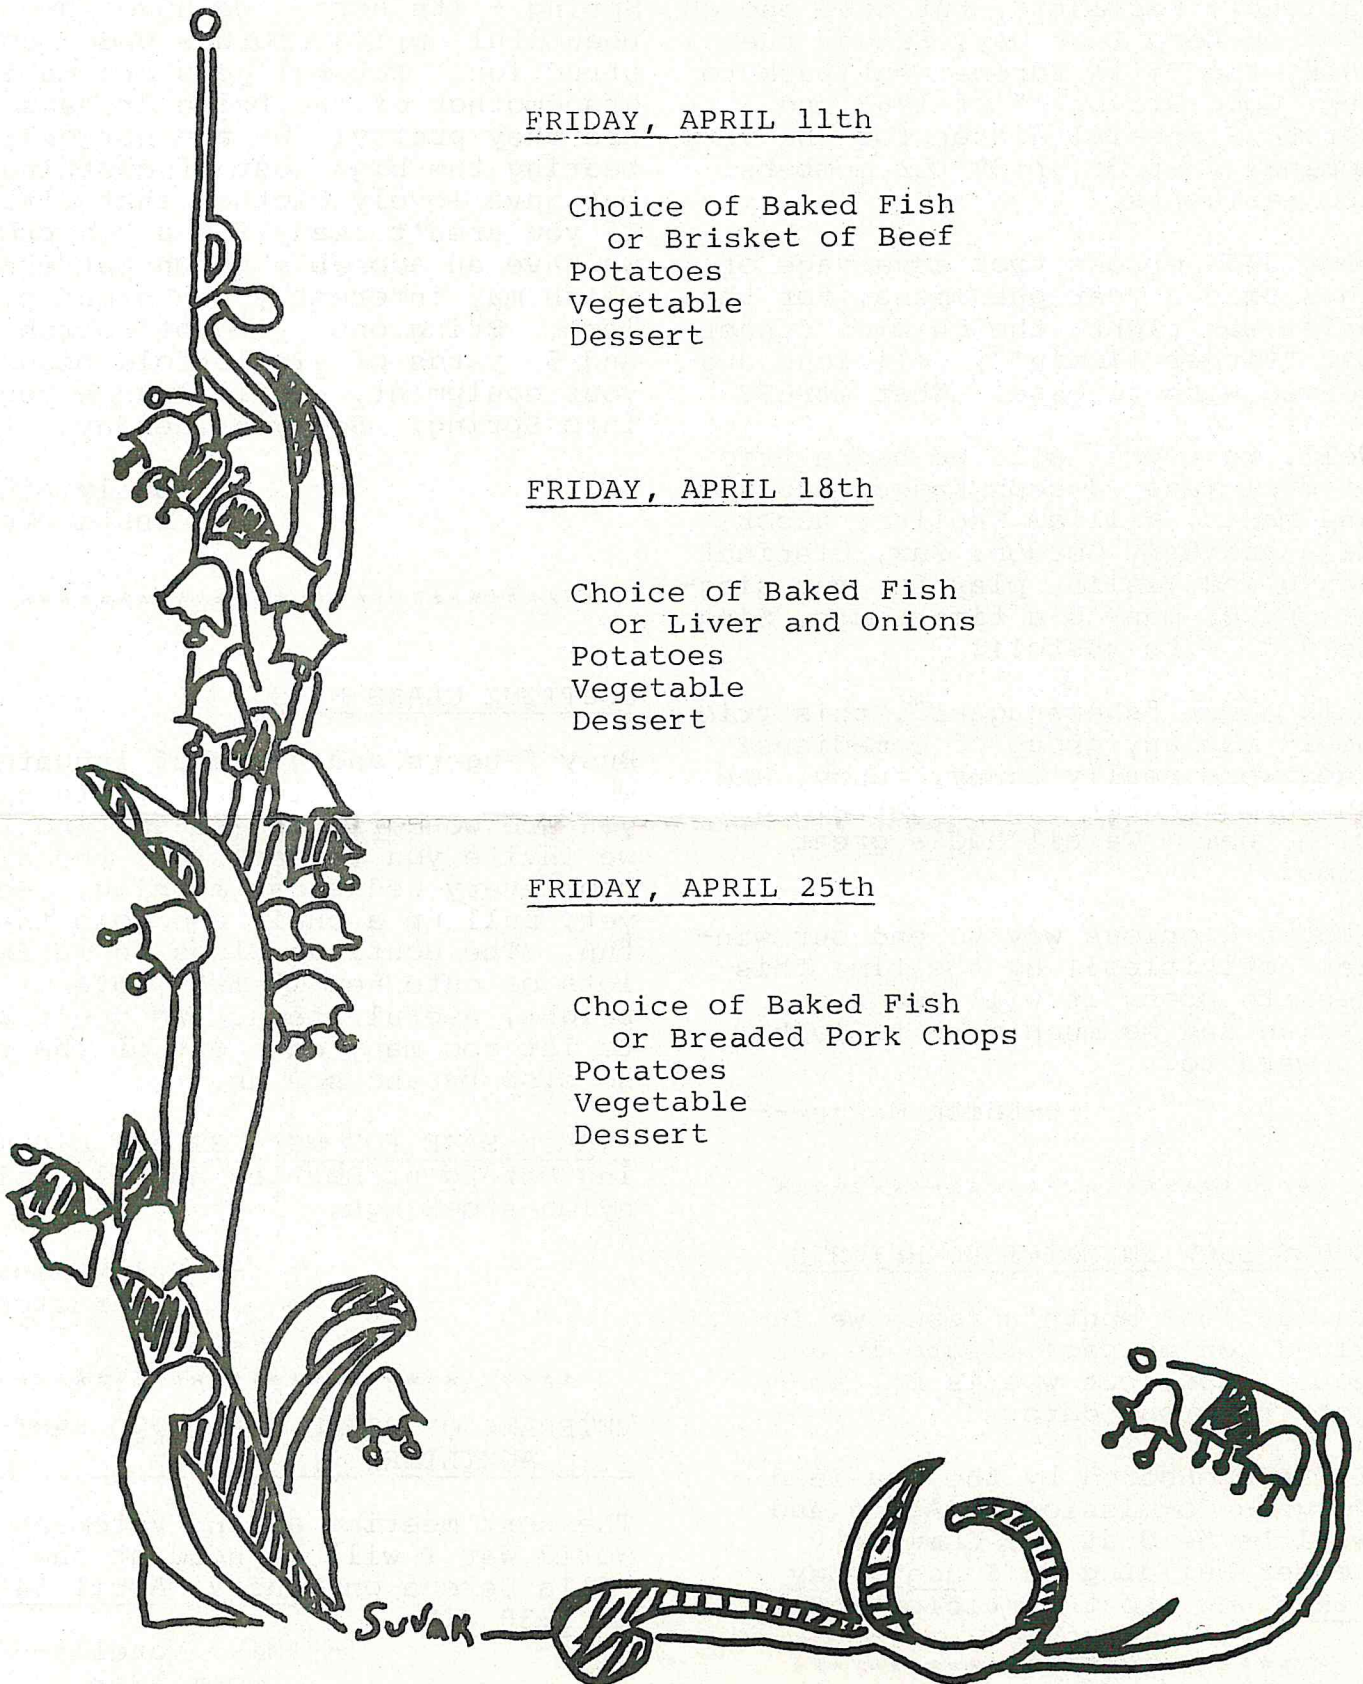 FRIDAY, APRIL 11th
Choice of Baked Fish
or Brisket of Beef
Potatoes
Vegetable
Dessert
FRIDAY, APRIL 18th
Choice of Baked Fish
or Liver and Onions
Potatoes
Vegetable
Dessert
FRIDAY, APRIL 25th
Choice of Baked Fish
or Breaded Pork Chops
Potatoes
Vegetable
Dessert
SUVAK